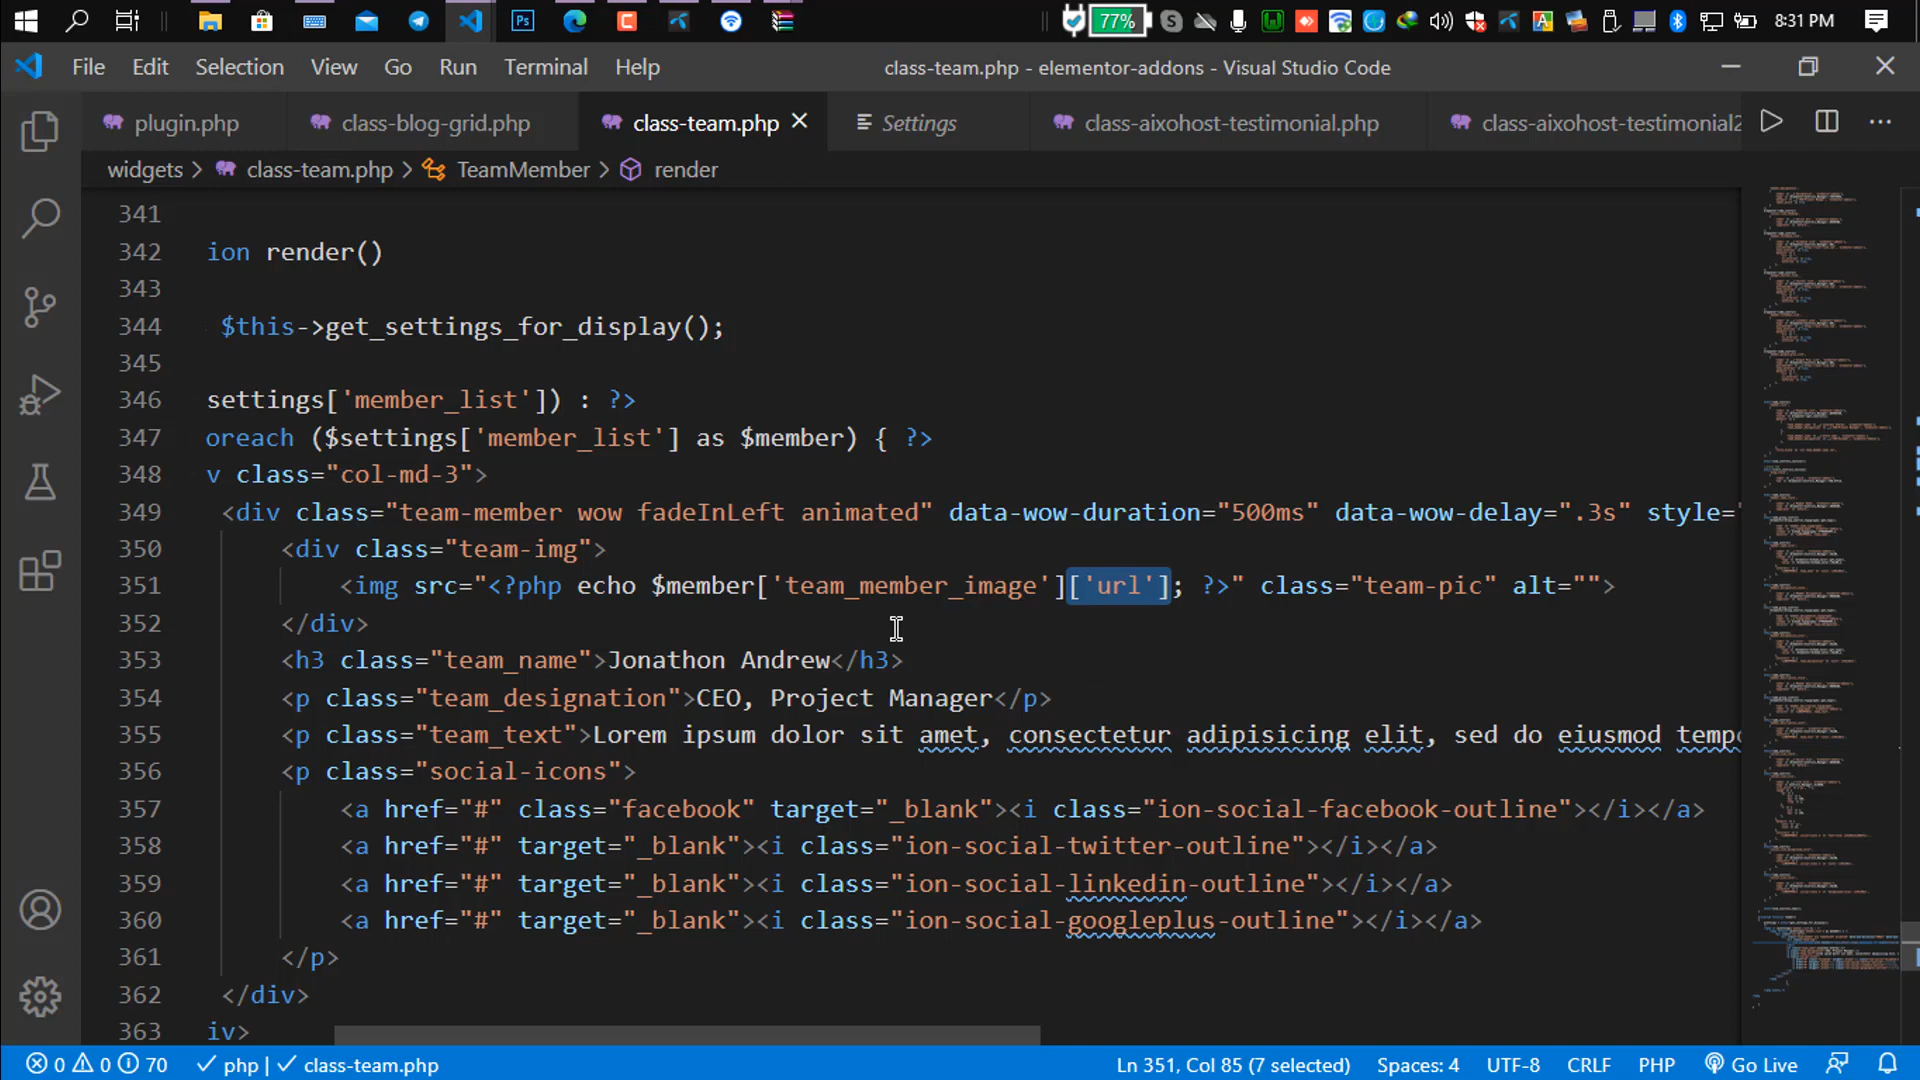 77%
8:31 PM
File Edit Selection View Go Run Terminal Help
class-team.php - elementor-addons - Visual Studio Code
plugin.php
class-blog-grid.php
class-team.php
Settings
class-aixohost-testimonial.php
class-aixohost-testimonial2
widgets > class-team.php > TeamMember > render
341
342 ion render()
343
344 $this->get_settings_for_display();
345
346 settings['member_list']) : ?>
347 oreach ($settings['member_list'] as $member) { ?>
348 v class="col-md-3">
349 <div class="team-member wow fadeInLeft animated" data-wow-duration="500ms" data-wow-delay=".3s" style="
350 <div class="team-img">
351 <img src="<?php echo $member['team_member_image']['url']; ?>" class="team-pic" alt="">
352 </div>
353 <h3 class="team_name">Jonathon Andrew</h3>
354 <p class="team_designation">CEO, Project Manager</p>
355 <p class="team_text">Lorem ipsum dolor sit amet, consectetur adipisicing elit, sed do eiusmod tempo
356 <p class="social-icons">
357 <a href="#" class="facebook" target="_blank"><i class="ion-social-facebook-outline"></i></a>
358 <a href="#" target="_blank"><i class="ion-social-twitter-outline"></i></a>
359 <a href="#" target="_blank"><i class="ion-social-linkedin-outline"></i></a>
360 <a href="#" target="_blank"><i class="ion-social-googleplus-outline"></i></a>
361 </p>
362 </div>
363 iv>
0 0 70 php | class-team.php
Ln 351, Col 85 (7 selected) Spaces: 4 UTF-8 CRLF PHP Go Live